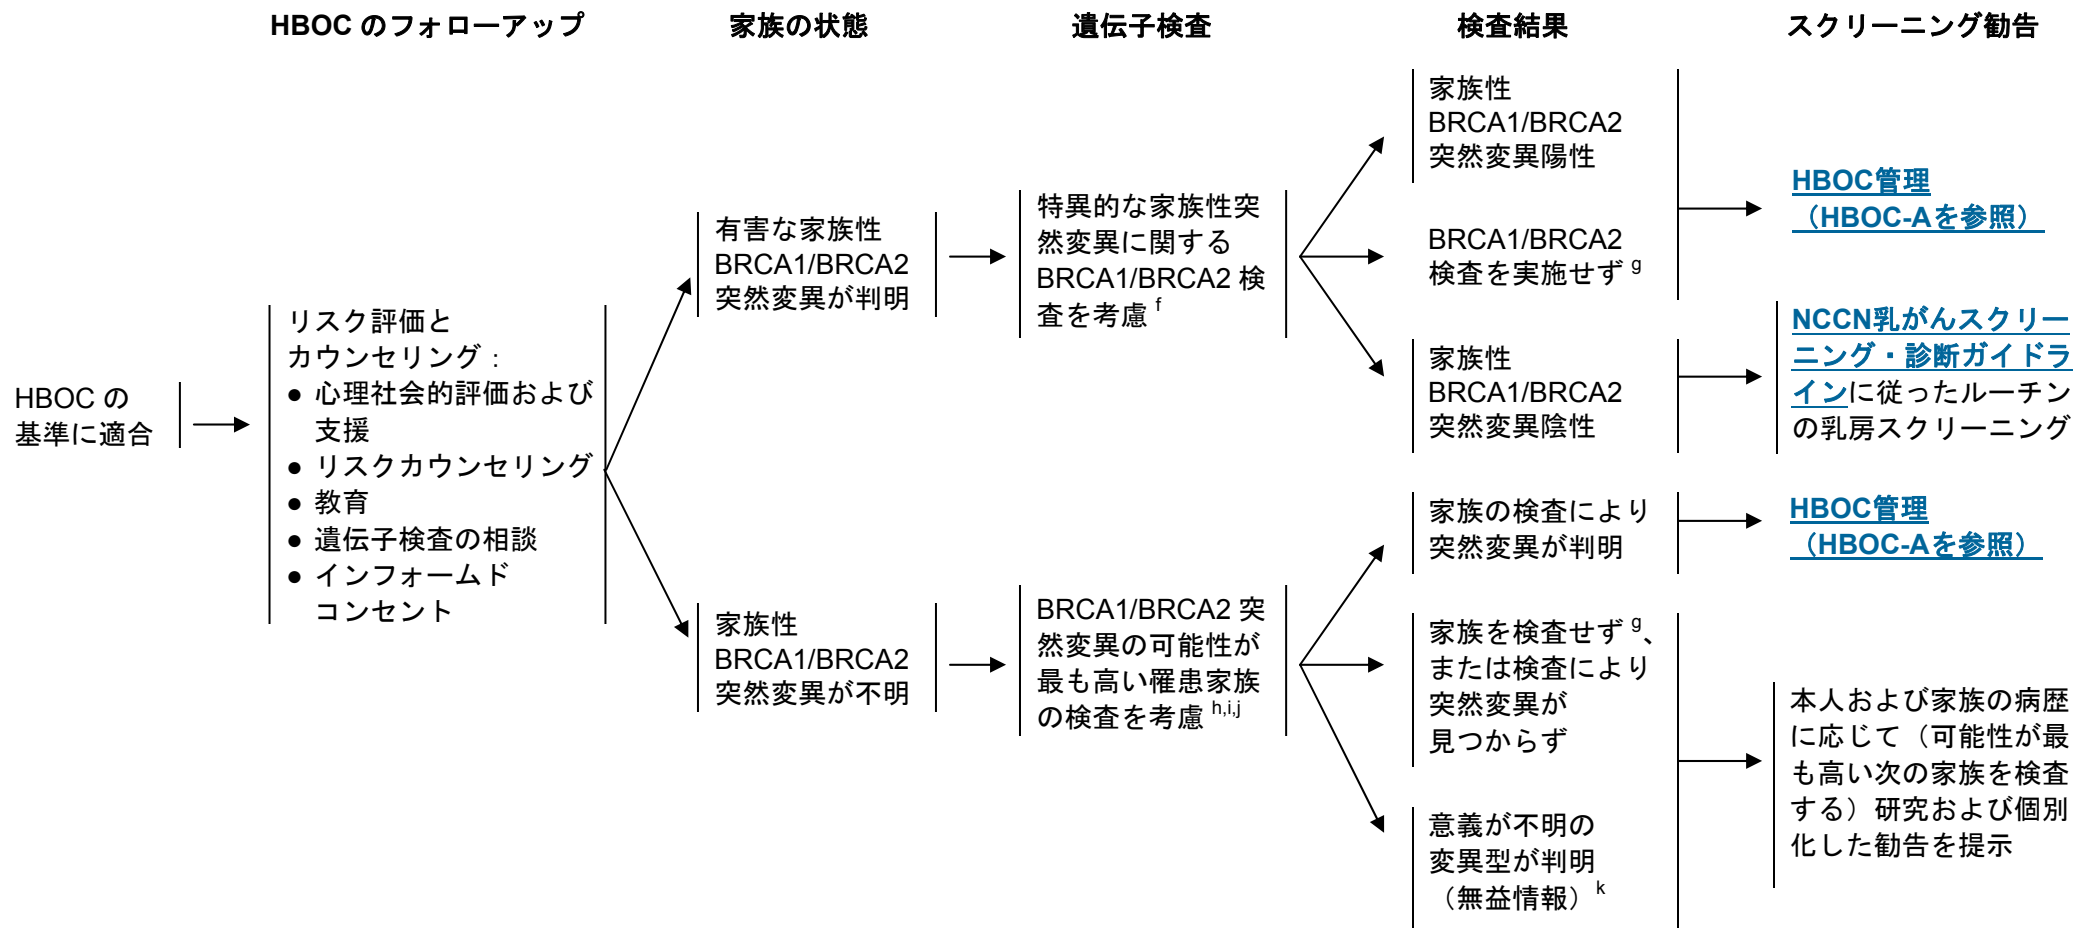 HBOC のフォローアップ
家族の状態
遺伝子検査
検査結果
スクリーニング勧告
HBOC の
基準に適合
リスク評価と
カウンセリング：
● 心理社会的評価および
支援
● リスクカウンセリング
● 教育
● 遺伝子検査の相談
● インフォームド
コンセント
有害な家族性
BRCA1/BRCA2
突然変異が判明
特異的な家族性突
然変異に関する
BRCA1/BRCA2 検
査を考慮 f
家族性
BRCA1/BRCA2
突然変異陽性
BRCA1/BRCA2
検査を実施せず g
HBOC管理
（HBOC-Aを参照）
家族性
BRCA1/BRCA2
突然変異陰性
NCCN乳がんスクリー
ニング・診断ガイドラ
インに従ったルーチン
の乳房スクリーニング
家族性
BRCA1/BRCA2
突然変異が不明
BRCA1/BRCA2 突
然変異の可能性が
最も高い罹患家族
の検査を考慮 h,i,j
家族の検査により
突然変異が判明
HBOC管理
（HBOC-Aを参照）
家族を検査せず g、
または検査により
突然変異が
見つからず
意義が不明の
変異型が判明
（無益情報） k
本人および家族の病歴
に応じて（可能性が最
も高い次の家族を検査
する）研究および個別
化した勧告を提示